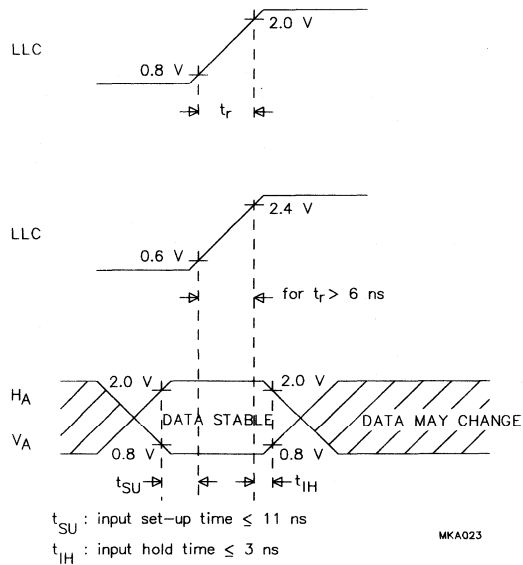 2.0 V
LLC
0.8 V
tr
2.4 V
LLC
0.6 V
for tr> 6 ns
2.0 V
2.0 V
HA
DATA STABLE
DATA MAY CHANGE
VA
0.8 V
0.8 V
tSU
tIH
tSU : input set-up time ≤ 11 ns
MKA023
tIH : input hold time ≤ 3 ns